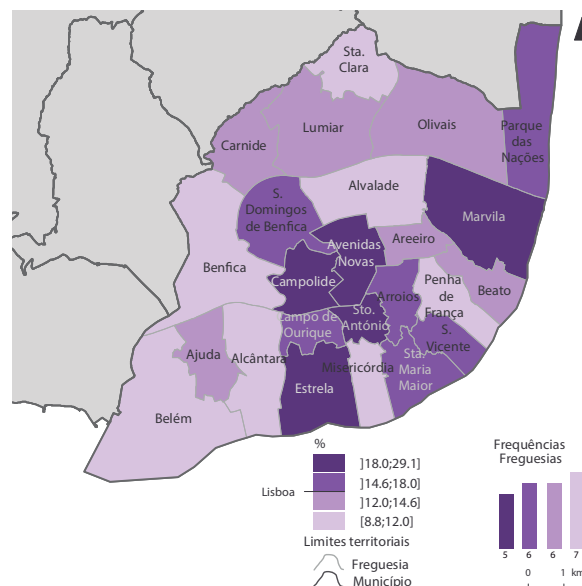 Sta.
Clara
Lumiar
Olivais
Carnide
Parque
das
Nações
S.
Domingos
de Benfica
Alvalade
Marvila
Avenidas
Novas
Areeiro
Benfica
Campolide
Arroios
Penha
de
França
Beato
Campo de
Ourique
Sto.
António
S.
Vicente
Ajuda
Alcântara
Misericórdia
Sta.
Maria
Maior
Estrela
Belém
%
]18.0;29.1]
]14.6;18.0]
Lisboa
]12.0;14.6]
[8.8;12.0]
Limites territoriais
Freguesia
Município
Frequências
Freguesias
5 6 6 7
0 1 km